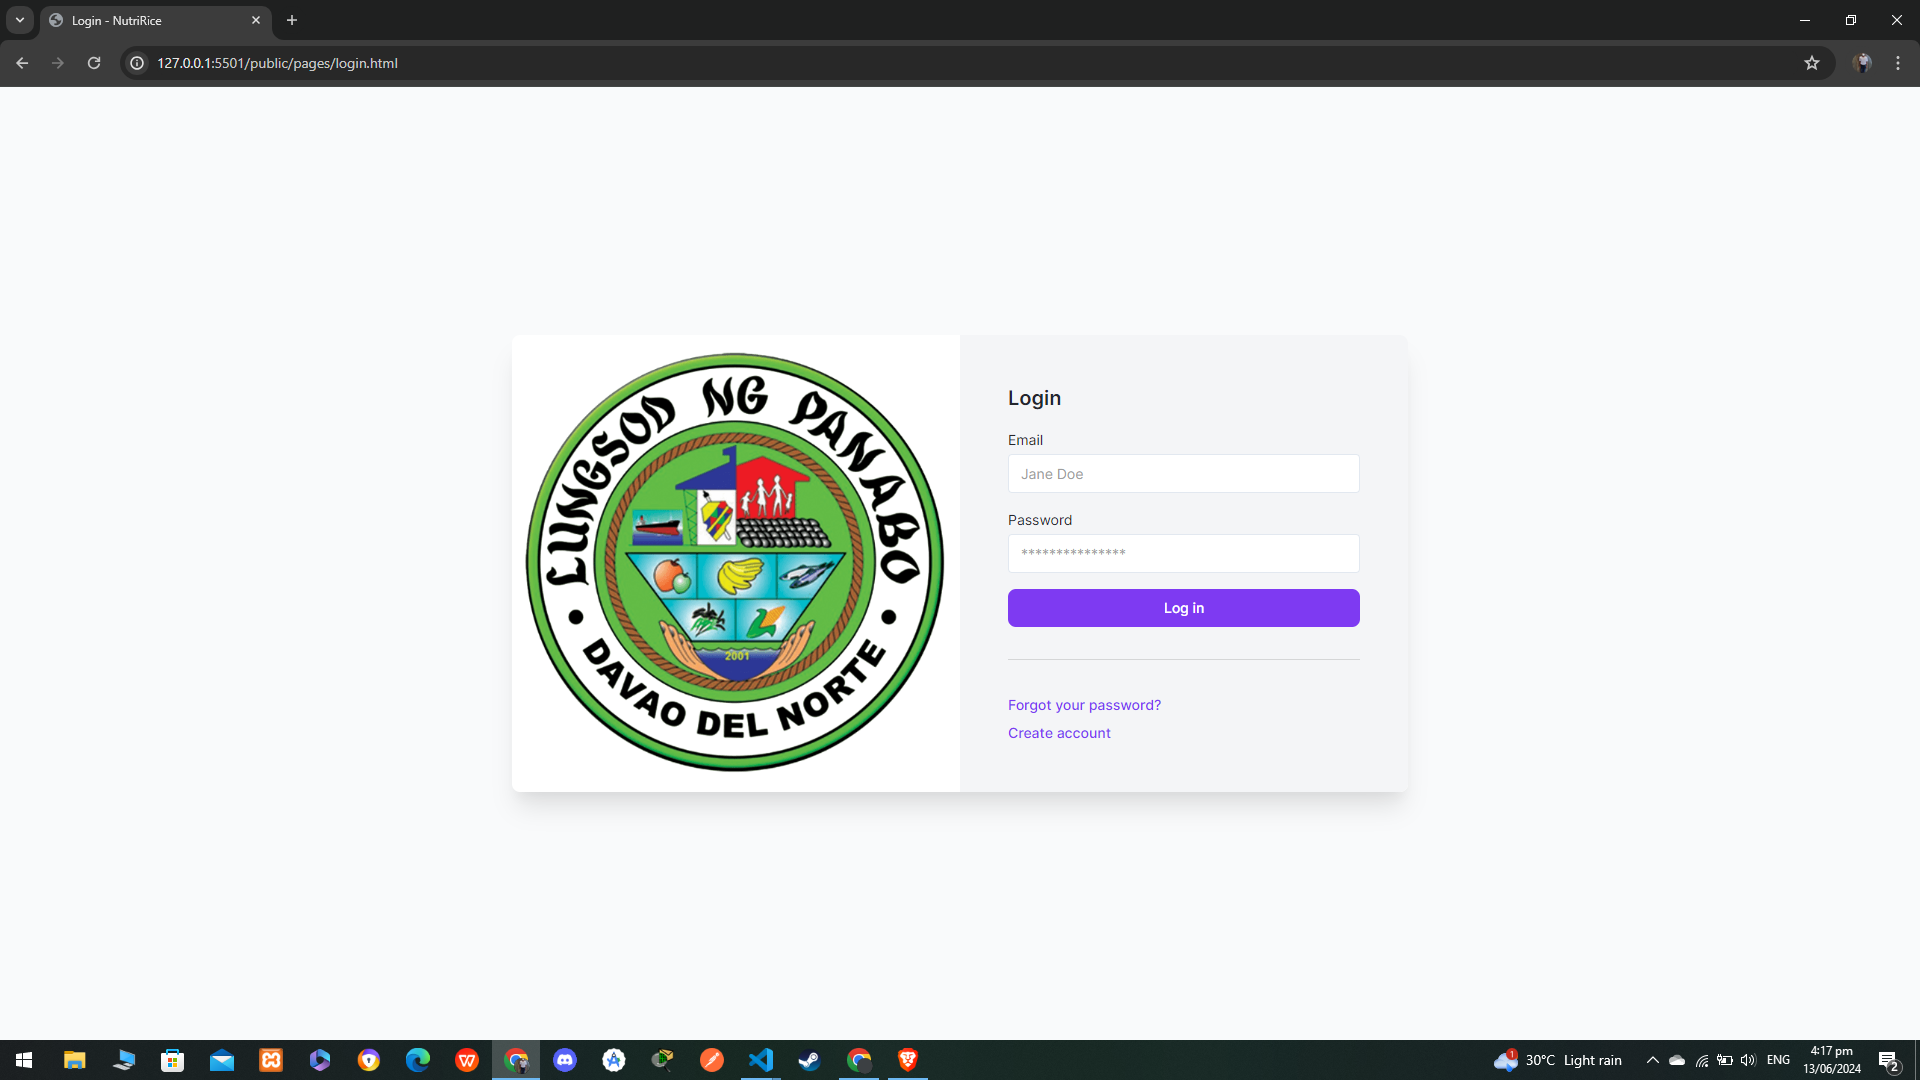 Login - NutriRice
127.0.0.1:5501/public/pages/login.html
LUNGSOD NG PANABO
2001
• DAVAO DEL NORTE •
Login
Email
Jane Doe
Password
***************
Log in
Forgot your password?
Create account
1
30°C Light rain
ENG
4:17 pm
13/06/2024
2